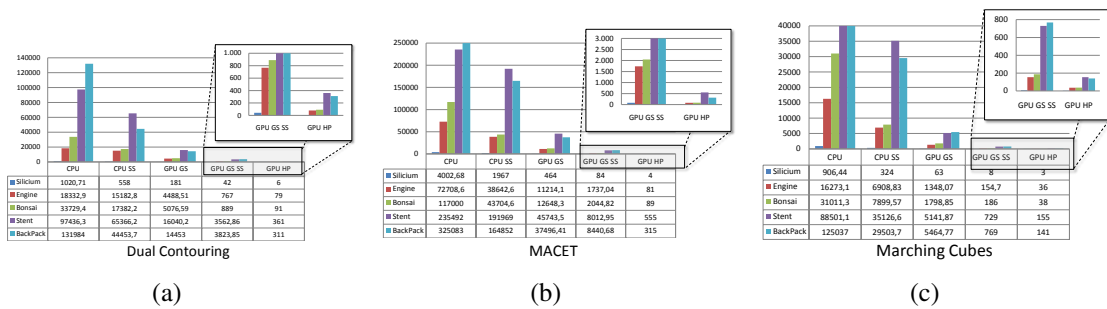 1.000
800
600
400
200
0
GPU GS SS GPU HP
140000
120000
100000
80000
60000
40000
20000
0
CPU CPU SS GPU GS GPU GS SS GPU HP
Silicium 1020,71 558 181 42 6
Engine 18332,9 15182,8 4488,51 767 79
Bonsai 33729,4 17382,2 5076,59 889 91
Stent 97436,3 65366,2 16040,2 3562,86 361
BackPack 131984 44453,7 14453 3823,85 311
Dual Contouring
(a)
3.000
2.500
2.000
1.500
1.000
500
0
GPU GS SS GPU HP
250000
200000
150000
100000
50000
0
CPU CPU SS GPU GS GPU GS SS GPU HP
Silicium 4002,68 1967 464 84 4
Engine 72708,6 38642,6 11214,1 1737,04 81
Bonsai 117000 43704,6 12648,3 2044,82 89
Stent 235492 191969 45743,5 8012,95 555
BackPack 325083 164852 37496,41 8440,68 315
MACET
(b)
800
600
400
200
0
GPU GS SS GPU HP
40000
35000
30000
25000
20000
15000
10000
5000
0
CPU CPU SS GPU GS GPU GS SS GPU HP
Silicium 906,44 324 63 8 3
Engine 16273,1 6908,83 1348,07 154,7 36
Bonsai 31011,3 7899,57 1798,85 186 38
Stent 88501,1 35126,6 5141,87 729 155
BackPack 125037 29503,7 5464,77 769 141
Marching Cubes
(c)